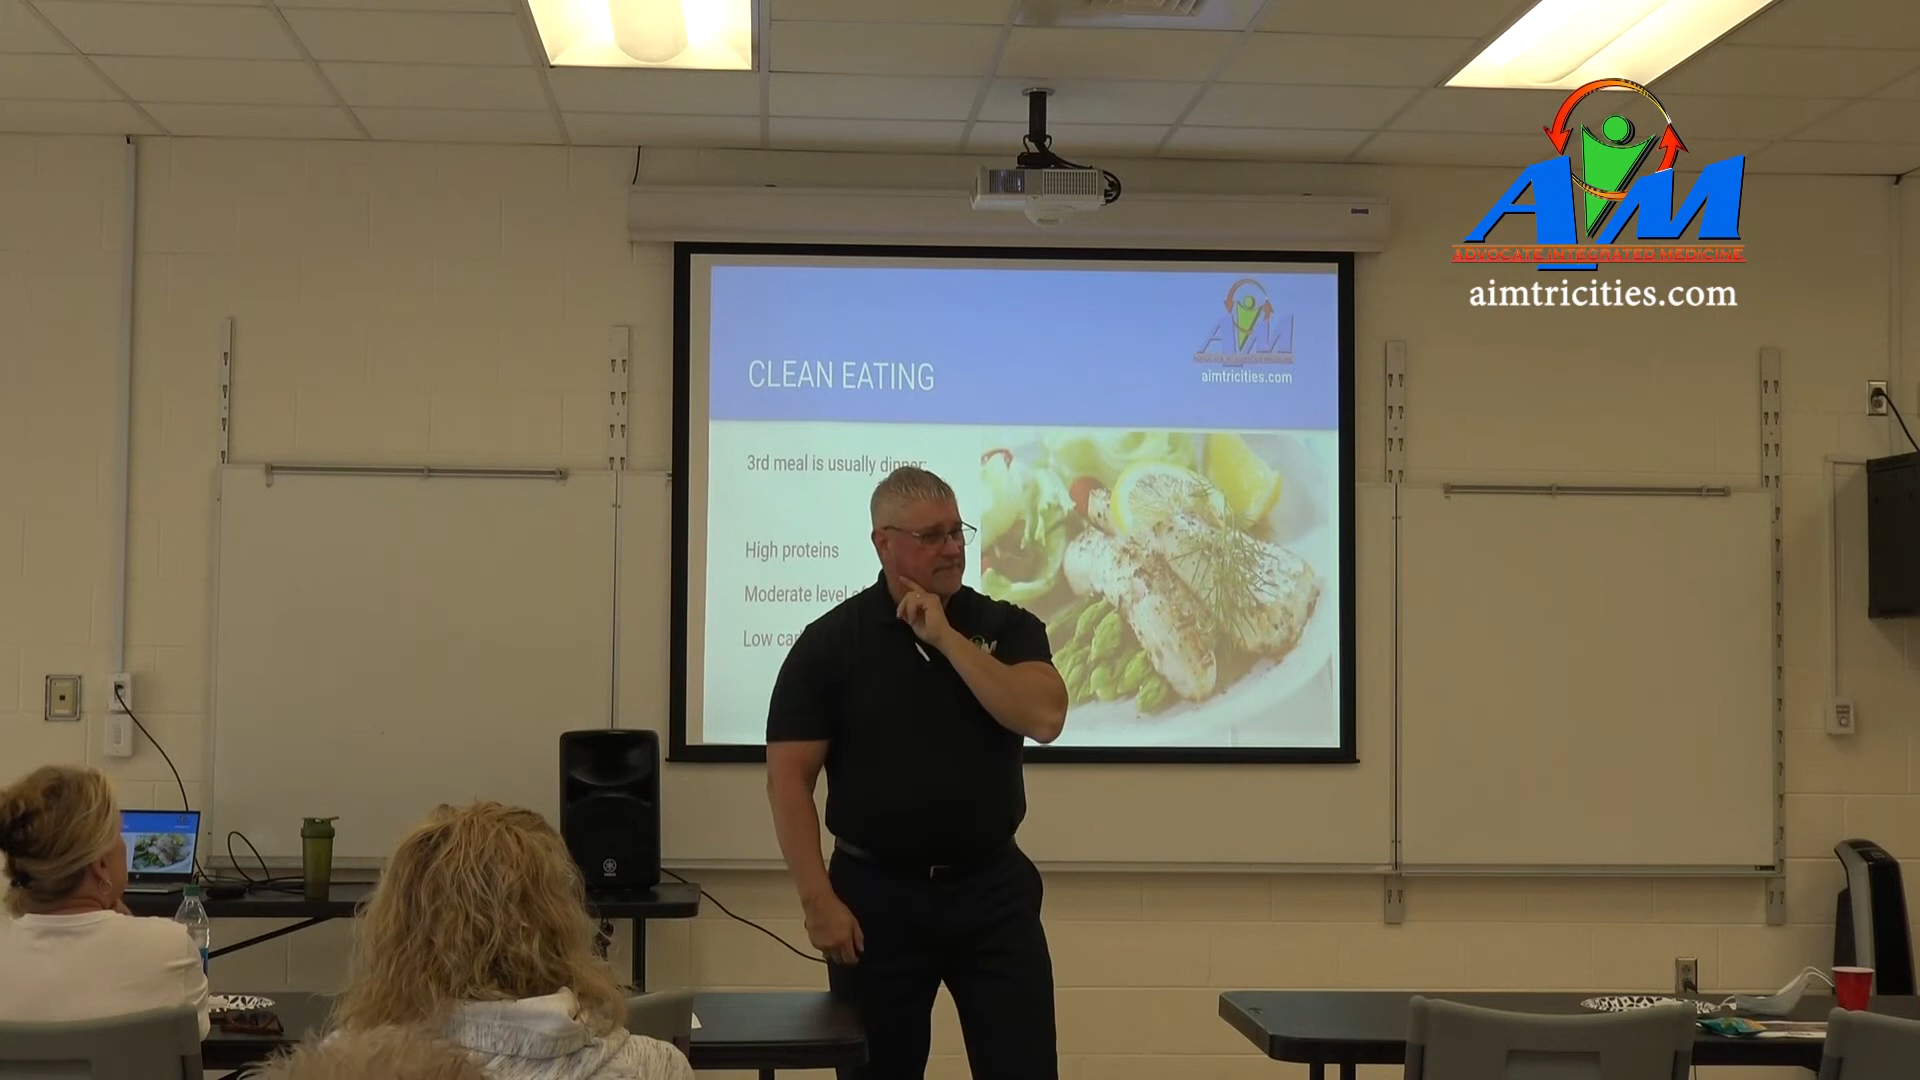 AIM
ADVOCATE INTEGRATED MEDICINE
aimtricities.com
AIM
aimtricities.com
CLEAN EATING
3rd meal is usually dinner:
High proteins
Moderate level
Low